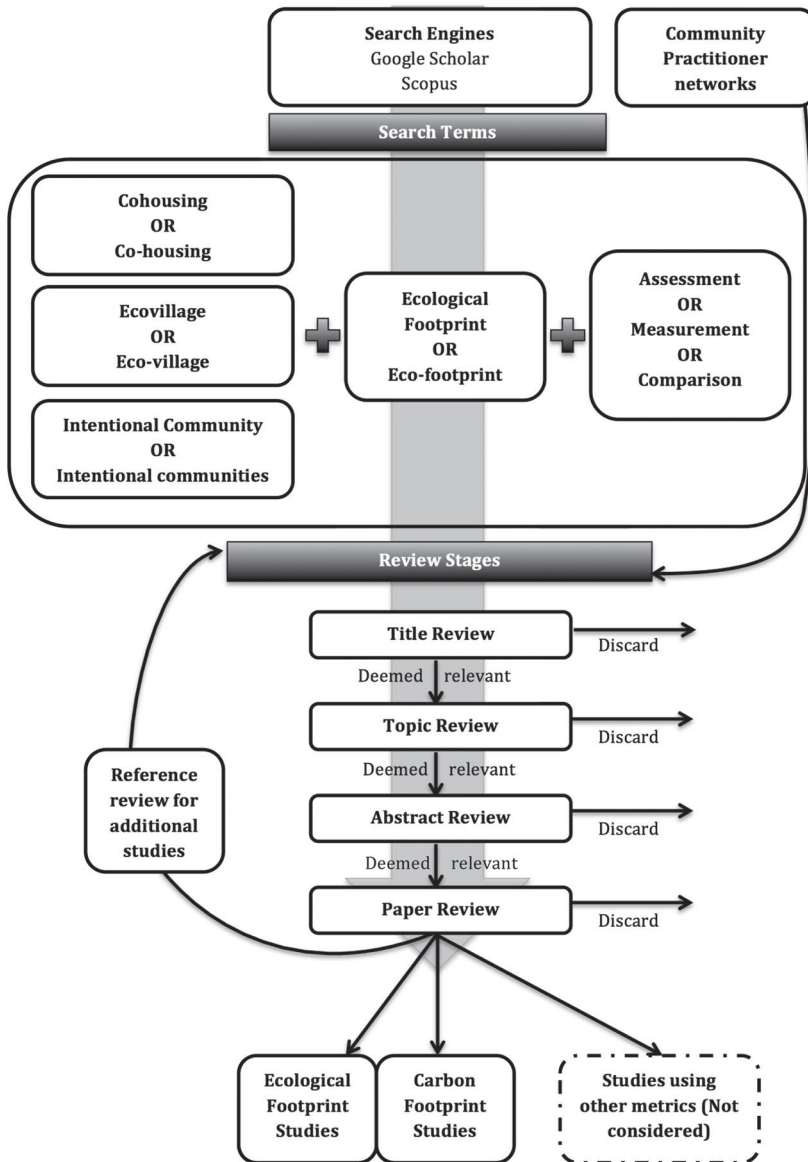 Search Engines
Google Scholar
Scopus
Community
Practitioner
networks
Search Terms
Cohousing
OR
Co-housing
Ecovillage
OR
Eco-village
Intentional Community
OR
Intentional communities
Ecological
Footprint
OR
Eco-footprint
Assessment
OR
Measurement
OR
Comparison
Review Stages
Title Review
Discard
Deemed relevant
Topic Review
Discard
Deemed relevant
Abstract Review
Discard
Deemed relevant
Paper Review
Discard
Reference
review for
additional
studies
Ecological
Footprint
Studies
Carbon
Footprint
Studies
Studies using
other metrics (Not
considered)